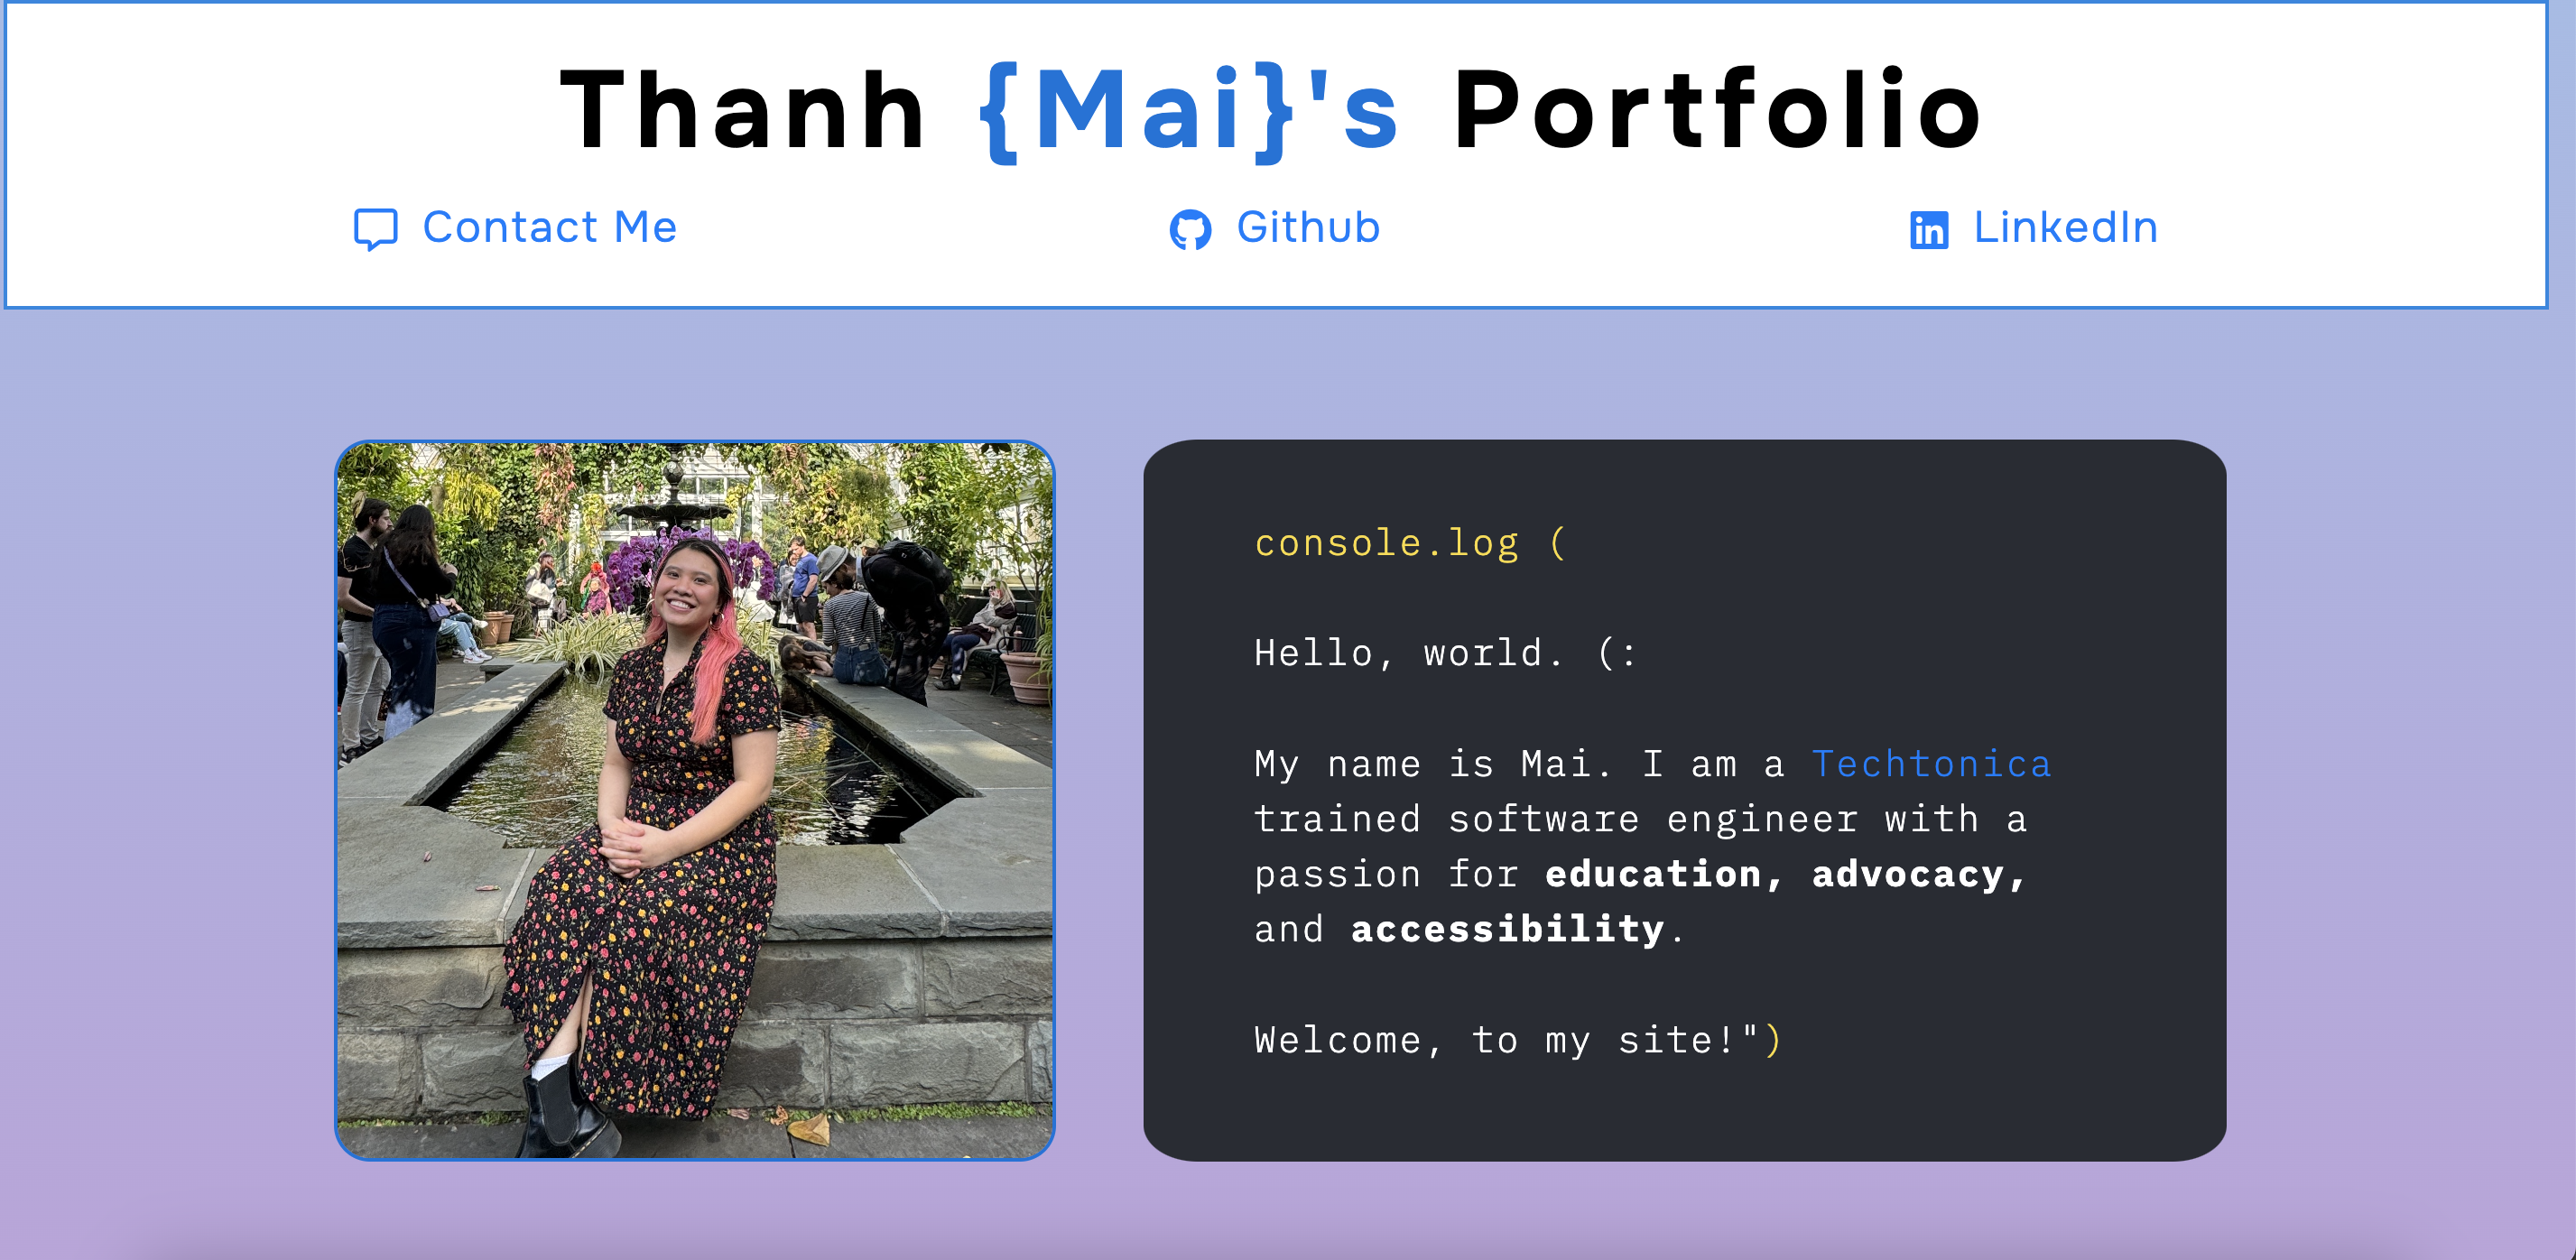 Thanh {Mai}'s Portfolio
Contact Me
Github
LinkedIn
console.log (
Hello, world. (:
My name is Mai. I am a Techtonica
trained software engineer with a
passion for education, advocacy,
and accessibility.
Welcome, to my site!")